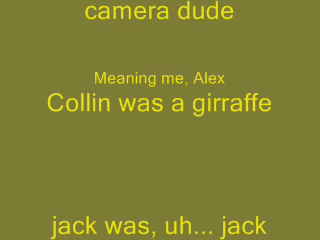 camera dude
Meaning me, Alex
Collin was a girraffe
jack was, uh... jack